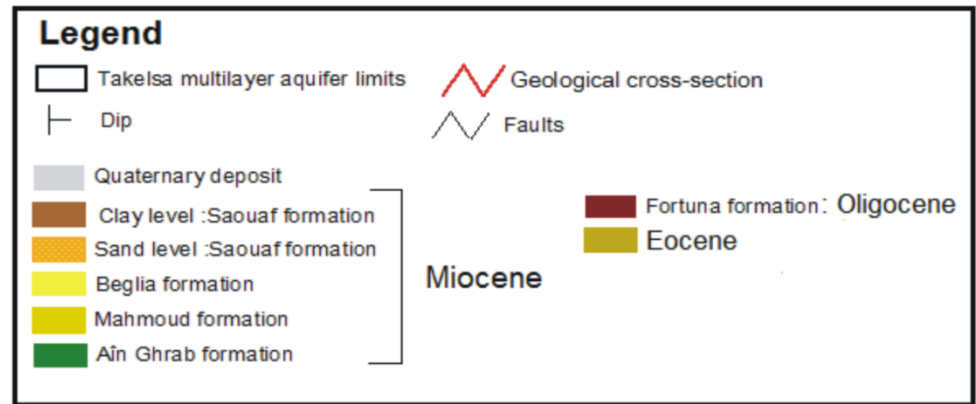 Legend
Takelsa multilayer aquifer limits
Geological cross-section
Dip
Faults
Quaternary deposit
Clay level :Saouaf formation
Sand level :Saouaf formation
Beglia formation
Mahmoud formation
Aîn Ghrab formation
Miocene
Fortuna formation: Oligocene
Eocene